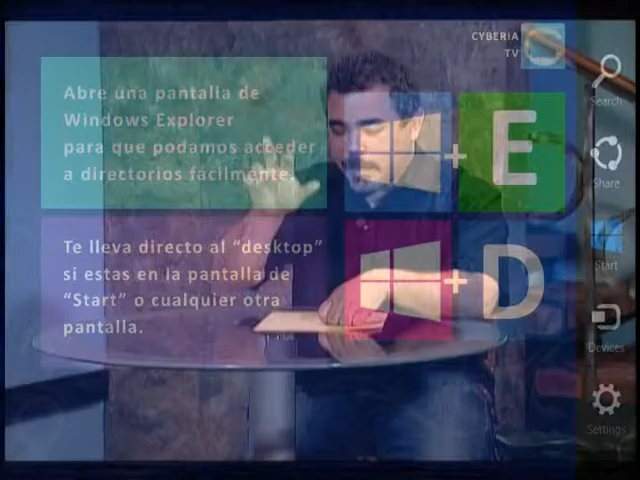 CYBERIA
TV
Abre una pantalla de
Windows Explorer
para que podamos acceder
a directorios fácilmente.
+ E
Te lleva directo al “desktop”
si estas en la pantalla de
“Start” o cualquier otra
pantalla.
+ D
Search
Share
Start
Devices
Settings